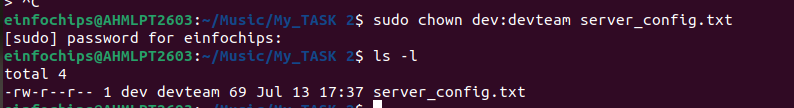 > ^C
einfochips@AHMLPT2603:~/Music/My_TASK 2$ sudo chown dev:devteam server_config.txt
[sudo] password for einfochips:
einfochips@AHMLPT2603:~/Music/My_TASK 2$ ls -l
total 4
-rw-r--r-- 1 dev devteam 69 Jul 13 17:37 server_config.txt
einfochips@AHMLPT2603:~/Music/My_TASK 2$